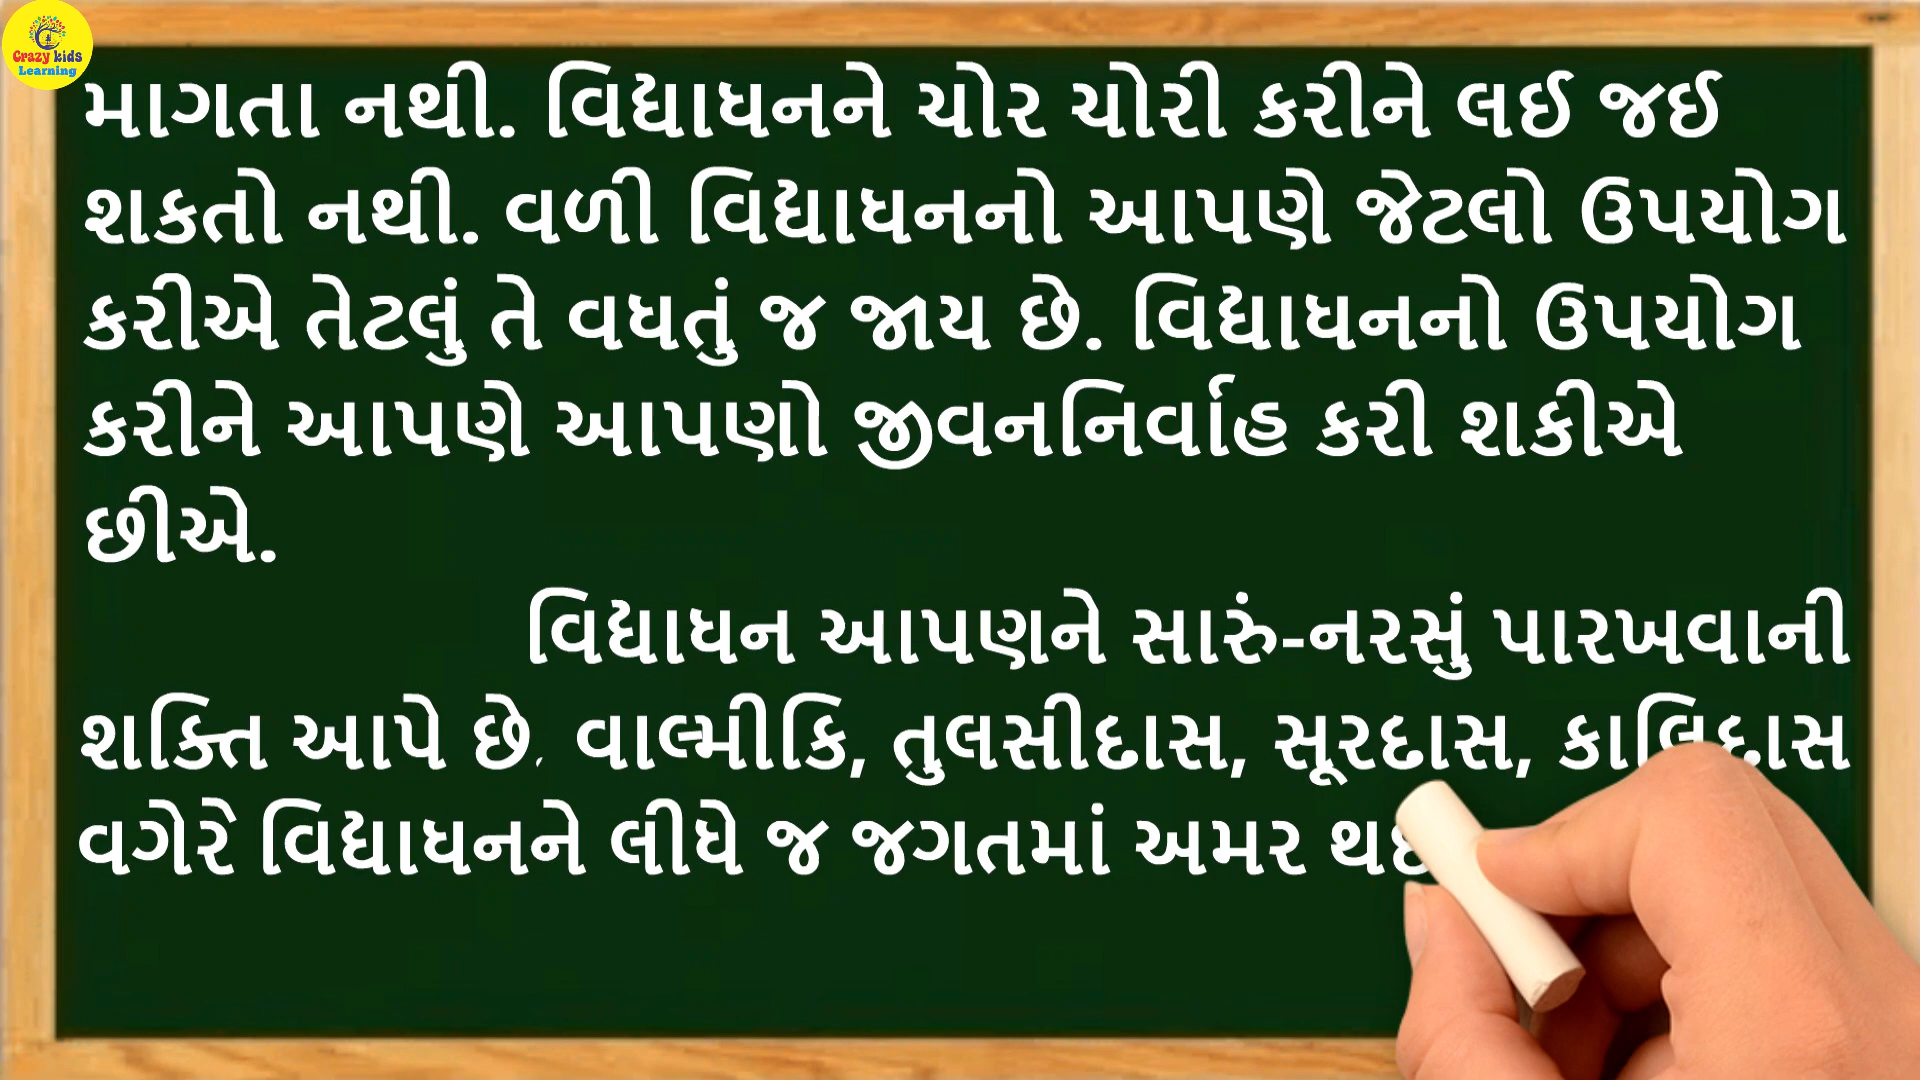 Crazy kids
Learning
માગતા નથી. વિદ્યાધનને ચોર ચોરી કરીને લઈ જઈ
શકતો નથી. વળી વિદ્યાધનનો આપણે જેટલો ઉપયોગ
કરીએ તેટલું તે વધતું જ જાય છે. વિદ્યાધનનો ઉપયોગ
કરીને આપણે આપણો જીવનનિર્વાહ કરી શકીએ
છીએ.
વિદ્યાધન આપણને સારું-નરસું પારખવાની
શક્તિ આપે છે. વાલ્મીકિ, તુલસીદાસ, સૂરદાસ, કાલિદાસ
વગેરે વિદ્યાધનને લીધે જ જગતમાં અમર